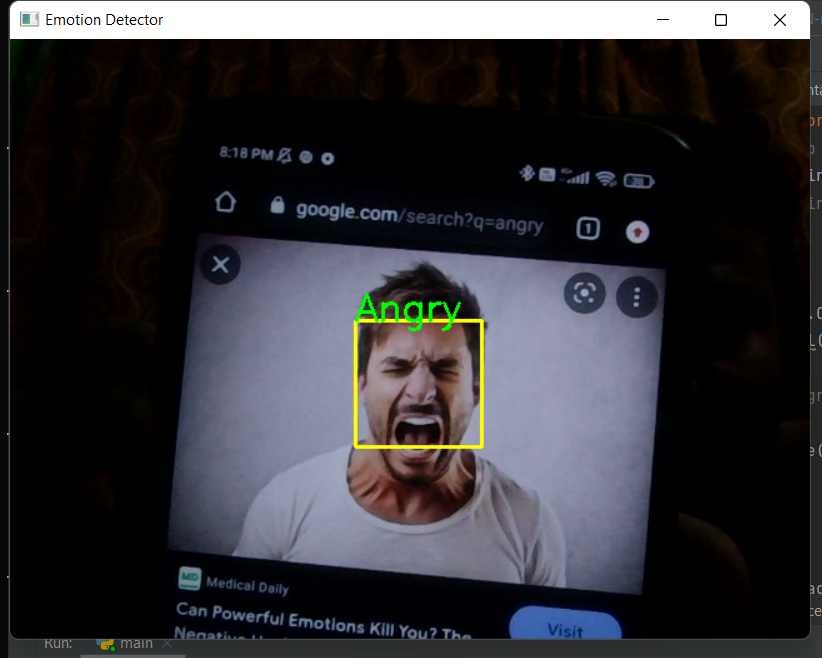 Emotion Detector
8:18 PM
google.com/search?q=angry
1
Angry
MD Medical Daily
Can Powerful Emotions Kill You? The
Visit
Run: main